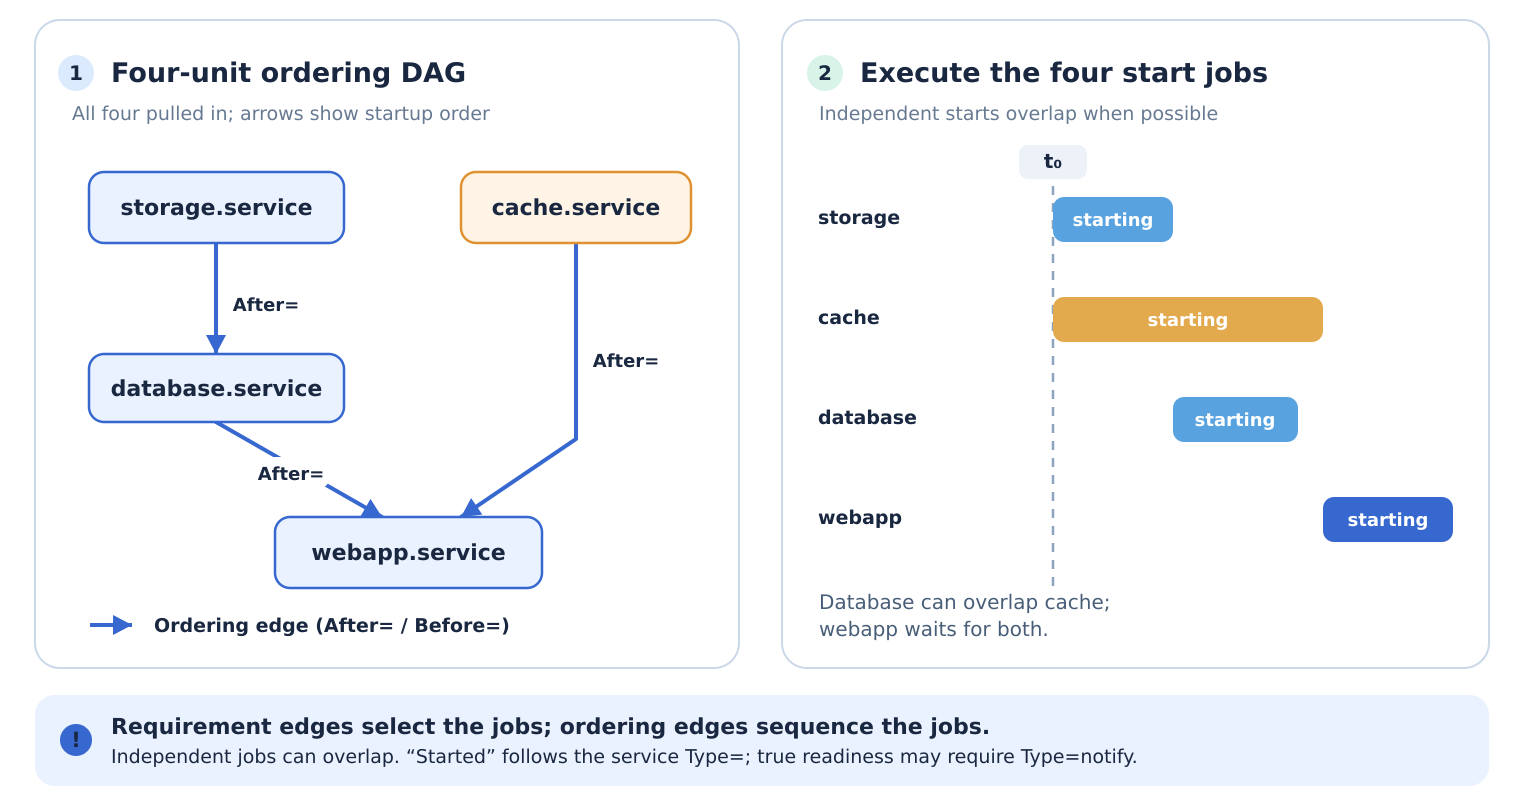 1 Four-unit ordering DAG
All four pulled in; arrows show startup order
storage.service
cache.service
After=
After=
database.service
After=
webapp.service
Ordering edge (After= / Before=)
2 Execute the four start jobs
Independent starts overlap when possible
t₀
storage
starting
cache
starting
database
starting
webapp
starting
Database can overlap cache;
webapp waits for both.
! Requirement edges select the jobs; ordering edges sequence the jobs.
Independent jobs can overlap. “Started” follows the service Type=; true readiness may require Type=notify.